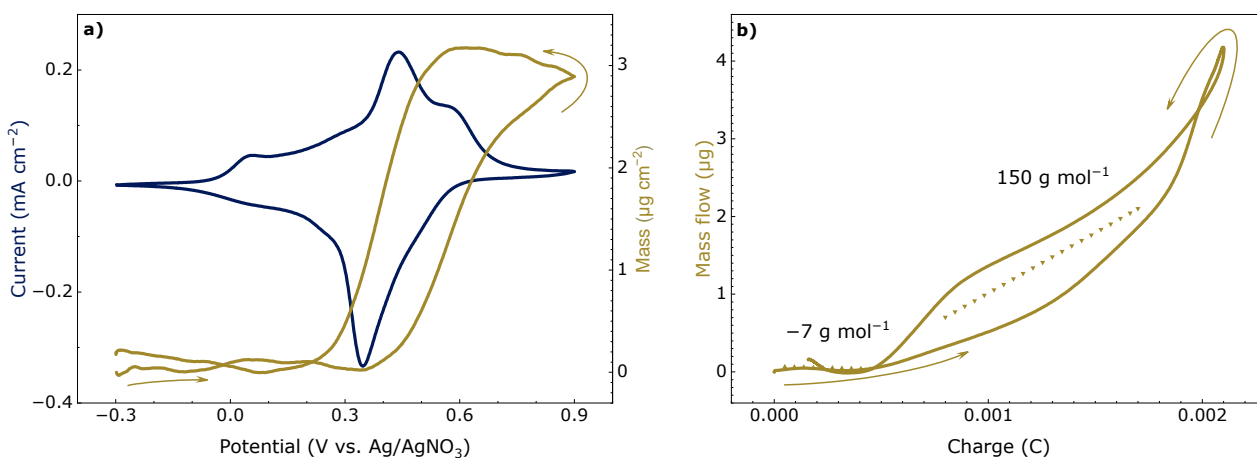 a)
Current (mA cm⁻²)
0.2
0.0
−0.2
−0.4
−0.3
0.0
0.3
0.6
0.9
Potential (V vs. Ag/AgNO₃)
3
2
1
0
Mass (µg cm⁻²)
b)
Mass flow (µg)
4
3
2
1
0
150 g mol⁻¹
−7 g mol⁻¹
0.000
0.001
0.002
Charge (C)